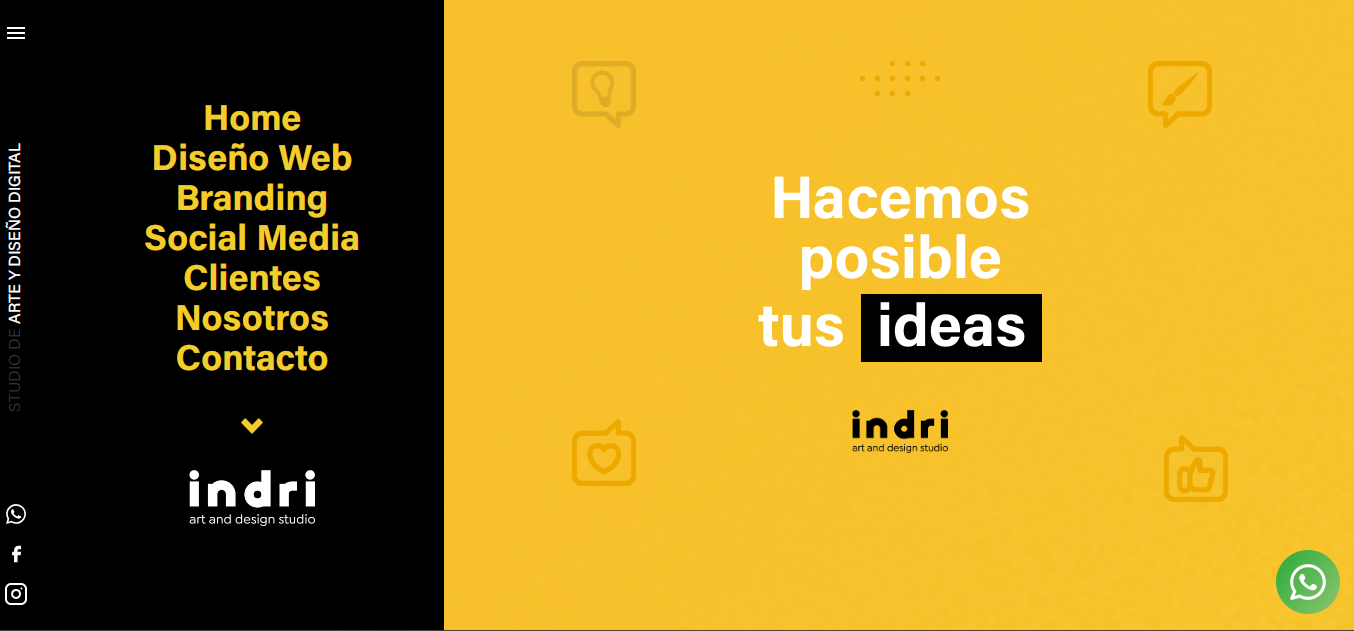 STUDIO DE ARTE Y DISEÑO DIGITAL
Home
Diseño Web
Branding
Social Media
Clientes
Nosotros
Contacto
indri
art and design studio
Hacemos
posible
tus ideas
indri
art and design studio